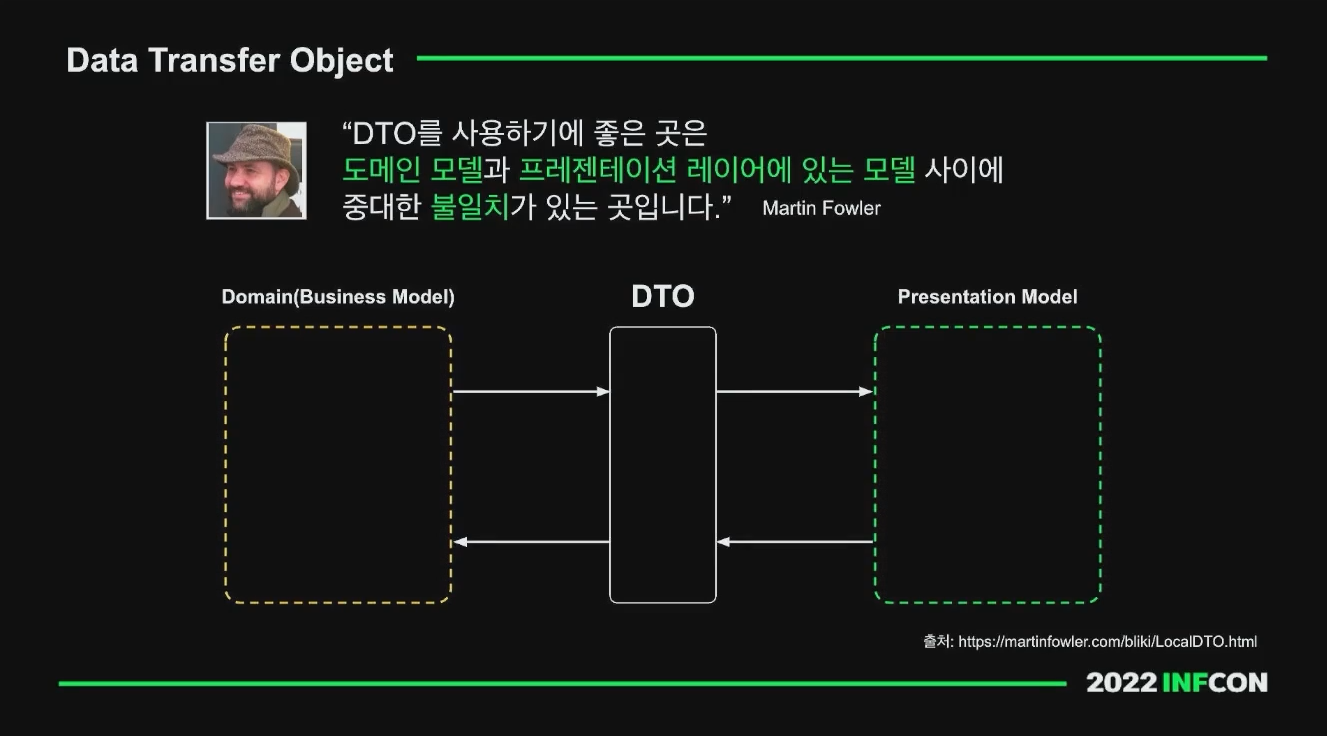 Data Transfer Object
“DTO를 사용하기에 좋은 곳은
도메인 모델과 프레젠테이션 레이어에 있는 모델 사이에
중대한 불일치가 있는 곳입니다.” Martin Fowler
Domain(Business Model)
DTO
Presentation Model
출처: https://martinfowler.com/bliki/LocalDTO.html
2022 INFCON